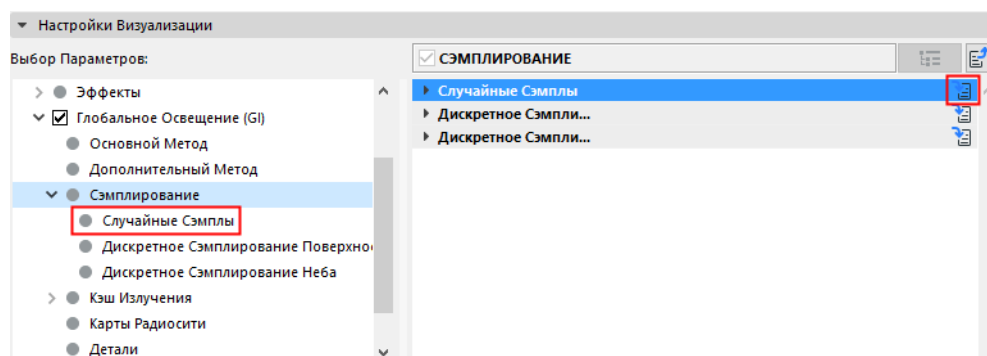 Настройки Визуализации
Выбор Параметров:
СЭМПЛИРОВАНИЕ
Эффекты
Глобальное Освещение (GI)
Основной Метод
Дополнительный Метод
Сэмплирование
Случайные Сэмплы
Дискретное Сэмплирование Поверхно
Дискретное Сэмплирование Неба
Кэш Излучения
Карты Радиосити
Детали
Случайные Сэмплы
Дискретное Сэмпли...
Дискретное Сэмпли...